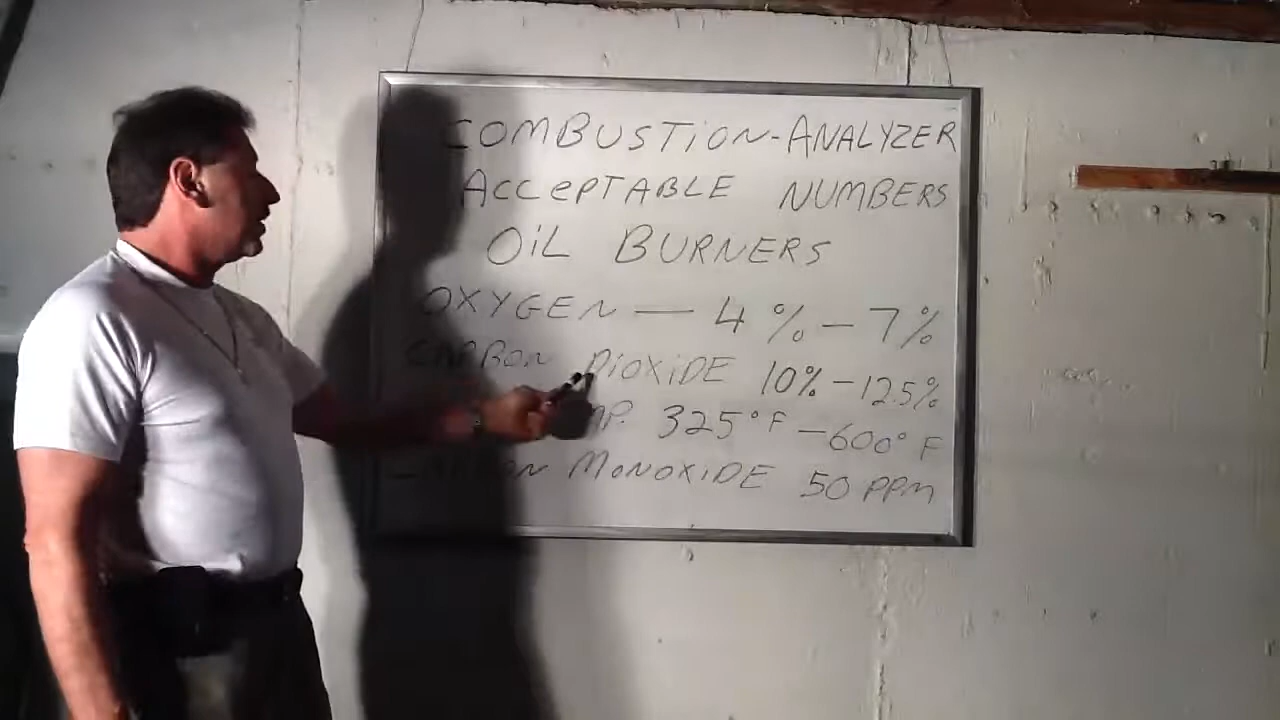 COMBUSTION-ANALYZER
ACCEPTABLE NUMBERS
OIL BURNERS
OXYGEN — 4% - 7%
CARBON DIOXIDE 10% - 12.5%
325°F - 600°F
CARBON MONOXIDE 50 PPM